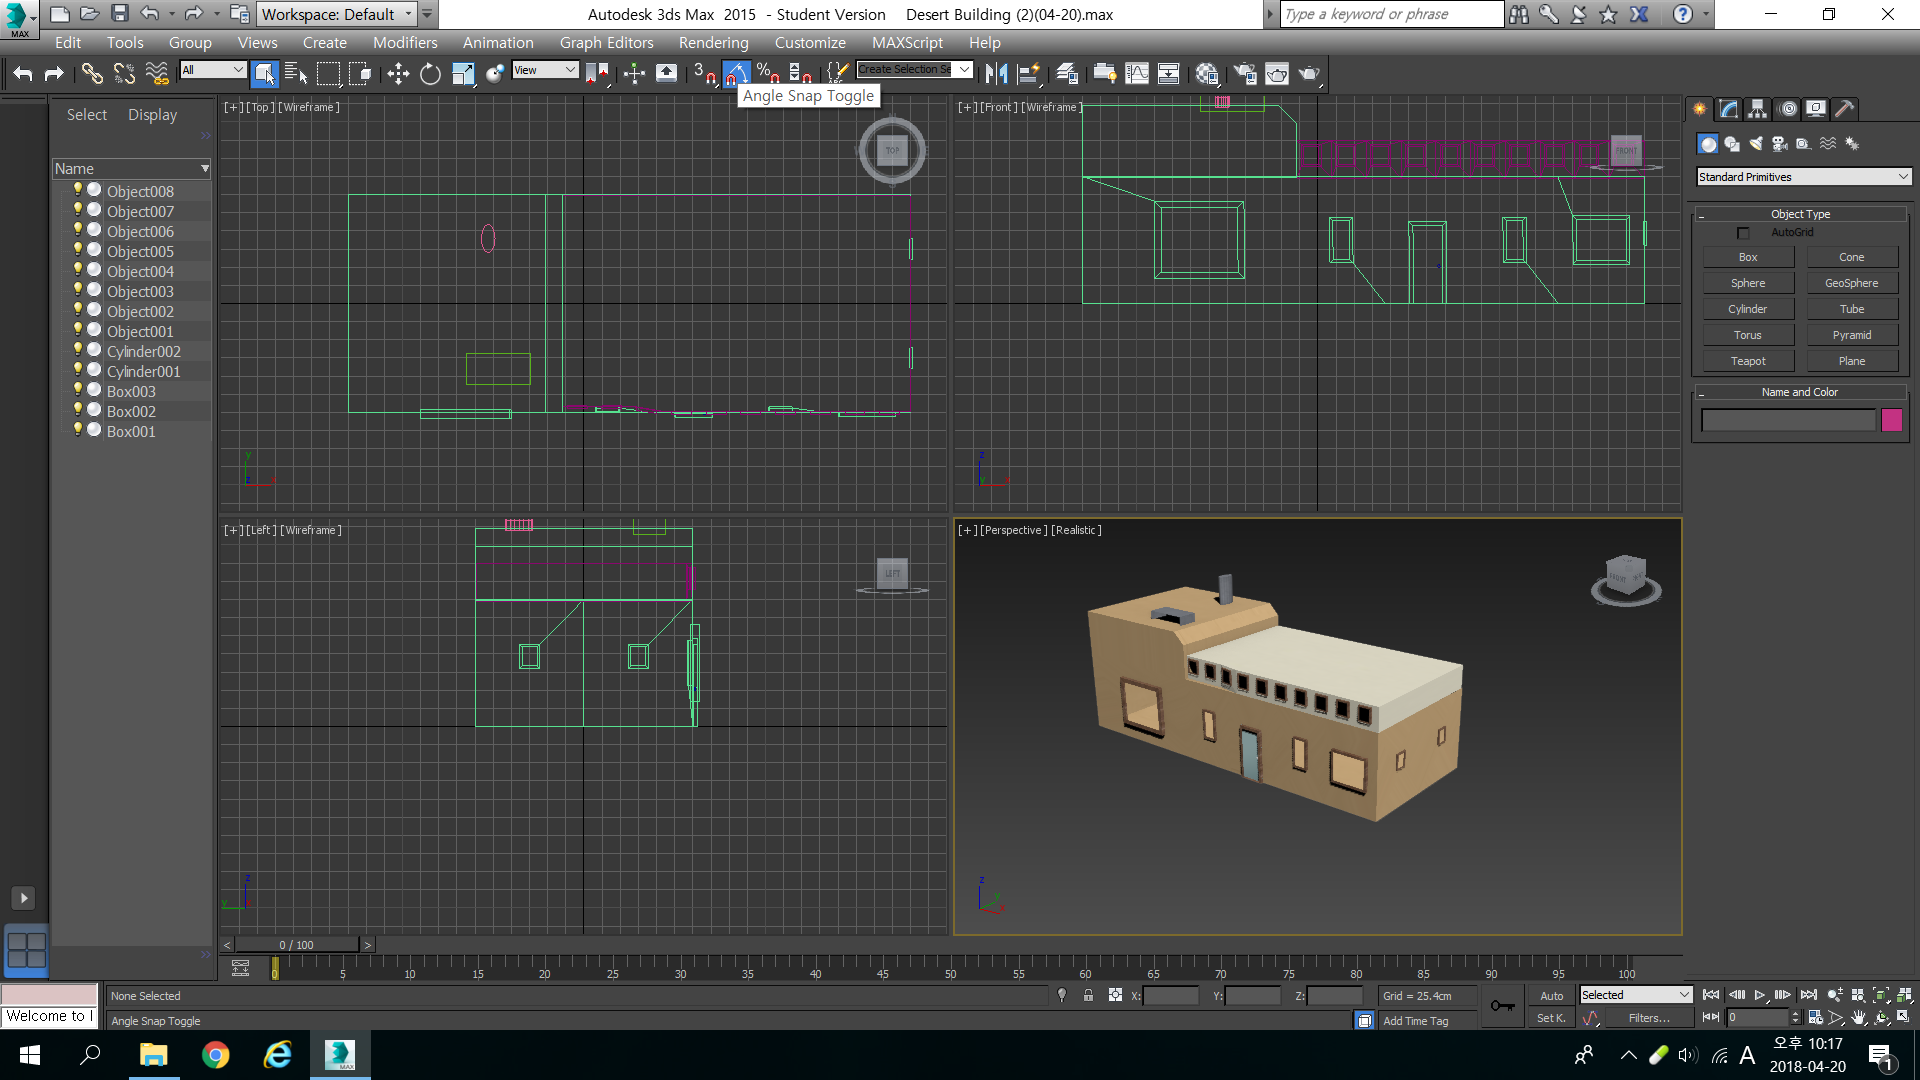 Workspace: Default
Autodesk 3ds Max  2015  - Student Version    Desert Building (2)(04-20).max
Type a keyword or phrase
MAX
Edit Tools Group Views Create Modifiers Animation Graph Editors Rendering Customize MAXScript Help
All
View
3
%
Create Selection Se
Angle Snap Toggle
Select Display
Name
Object008
Object007
Object006
Object005
Object004
Object003
Object002
Object001
Cylinder002
Cylinder001
Box003
Box002
Box001
[+][Top][Wireframe]
TOP
[+][Front][Wireframe]
FRONT
[+][Left][Wireframe]
LEFT
[+][Perspective][Realistic]
Standard Primitives
Object Type
AutoGrid
Box Cone
Sphere GeoSphere
Cylinder Tube
Torus Pyramid
Teapot Plane
Name and Color
0 / 100
0 5 10 15 20 25 30 35 40 45 50 55 60 65 70 75 80 85 90 95 100
None Selected
X: Y: Z:
Grid = 25.4cm
Auto
Selected
Welcome to I
Angle Snap Toggle
Add Time Tag
Set K.
Filters...
0
A
오후 10:17
2018-04-20
1